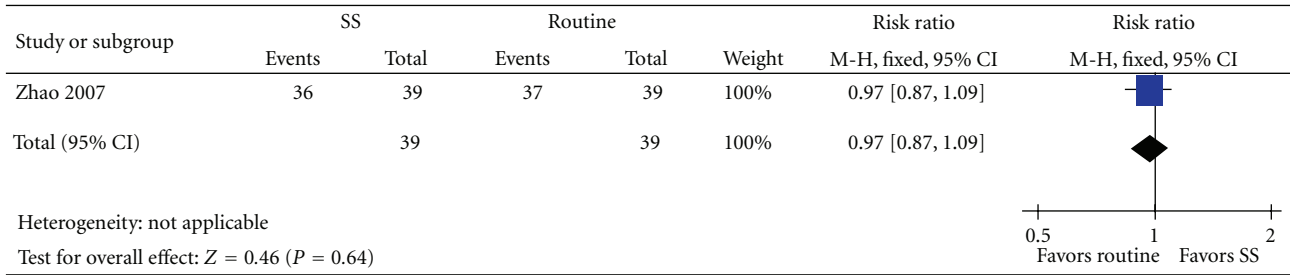 Study or subgroup SS Routine Risk ratio Risk ratio
Events Total Events Total Weight M-H, fixed, 95% CI M-H, fixed, 95% CI
Zhao 2007 36 39 37 39 100% 0.97 [0.87, 1.09]
Total (95% CI) 39 39 100% 0.97 [0.87, 1.09]
Heterogeneity: not applicable
Test for overall effect: Z = 0.46 (P = 0.64)
0.5 1 2
Favors routine Favors SS